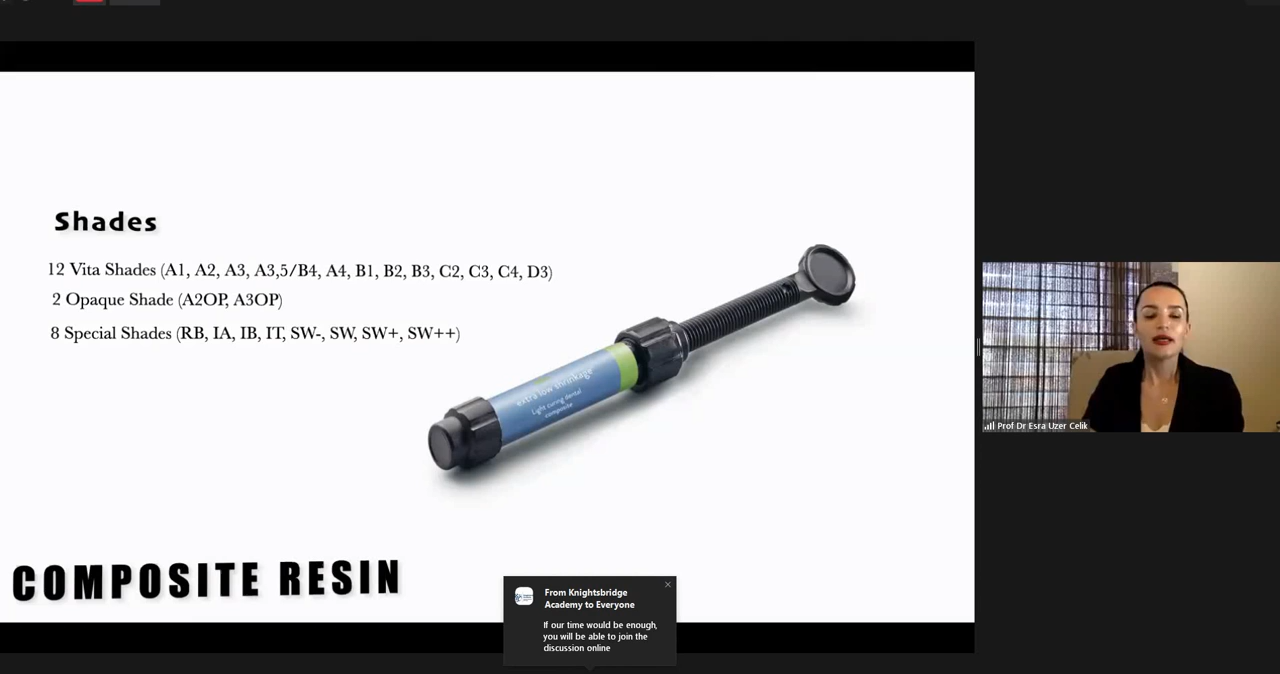 Shades
12 Vita Shades (A1, A2, A3, A3,5/B4, A4, B1, B2, B3, C2, C3, C4, D3)
2 Opaque Shade (A2OP, A3OP)
8 Special Shades (RB, IA, IB, IT, SW-, SW, SW+, SW++)
extra low shrinkage
Light curing dental
composite
COMPOSITE RESIN
From Knightsbridge
Academy to Everyone
If our time would be enough,
you will be able to join the
discussion online
Prof Dr Esra Uzer Celik